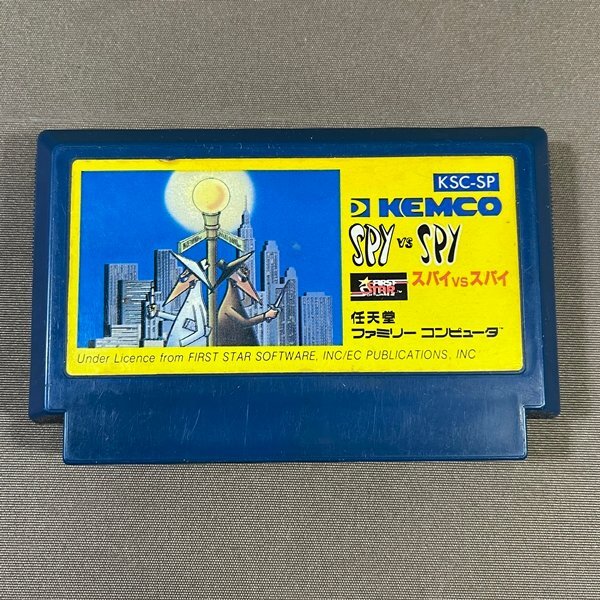 KSC-SP
KEMCO
SPY vs SPY
FIRST STAR
スパイvsスパイ
任天堂
ファミリー コンピュータ™
Under Licence from FIRST STAR SOFTWARE, INC/EC PUBLICATIONS, INC